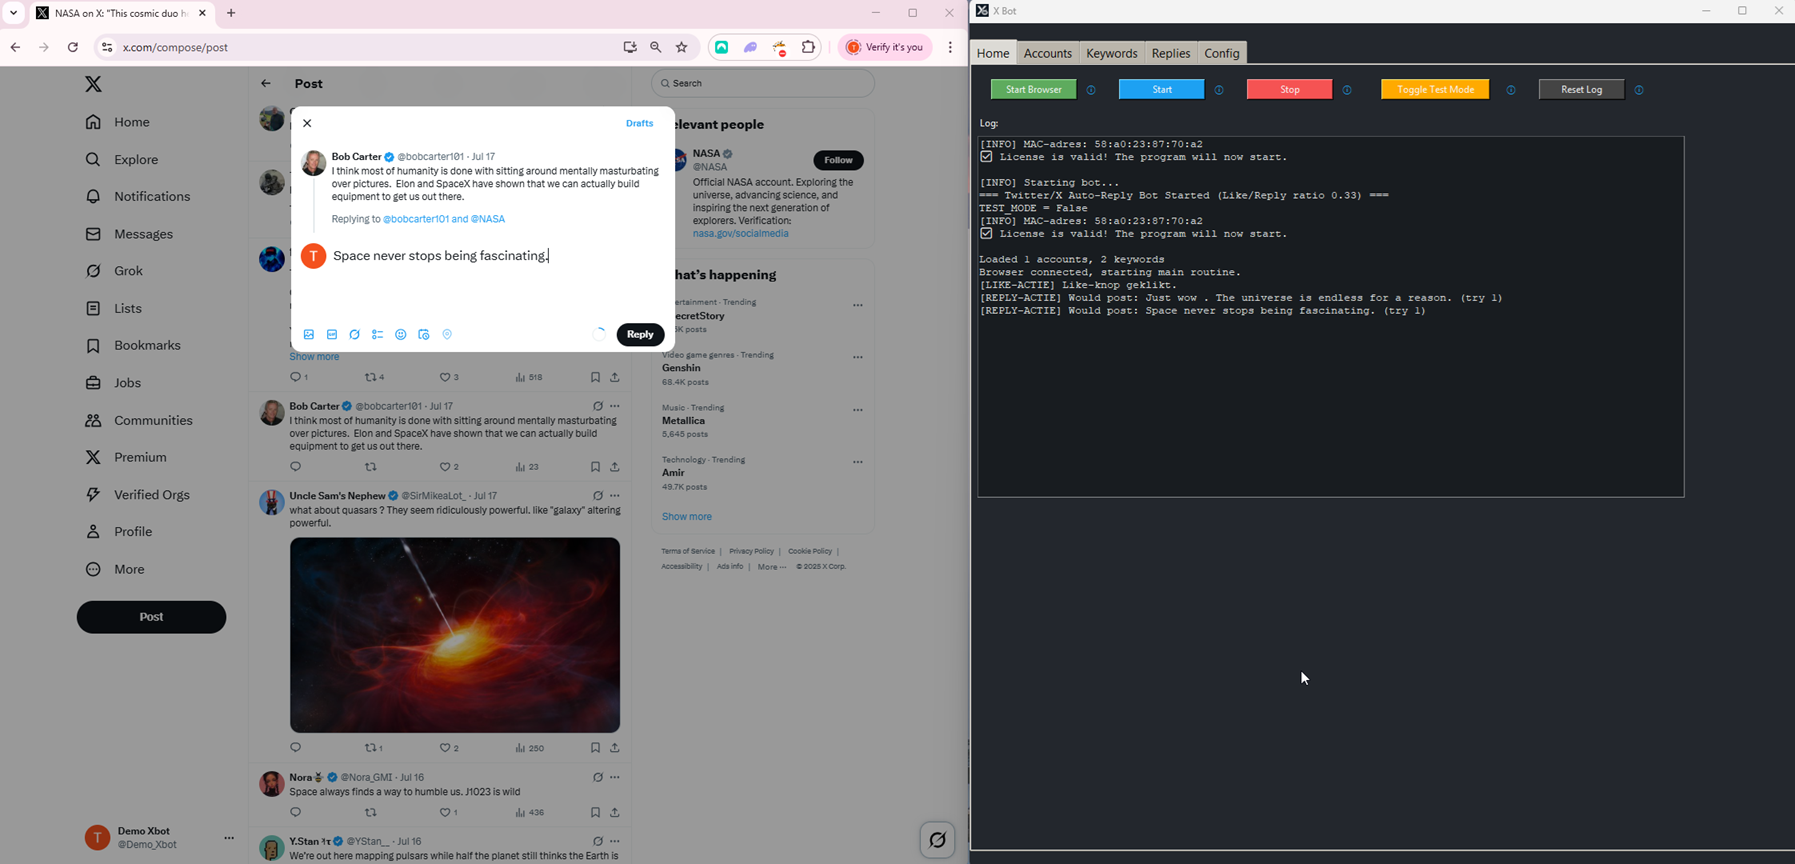 NASA on X: "This cosmic duo h
x.com/compose/post
Verify it's you
Home
Explore
Notifications
Messages
Grok
Lists
Bookmarks
Jobs
Communities
Premium
Verified Orgs
Profile
More
Post
Demo Xbot
@Demo_Xbot
Post
Drafts
Bob Carter @bobcarter101 · Jul 17
I think most of humanity is done with sitting around mentally masturbating
over pictures. Elon and SpaceX have shown that we can actually build
equipment to get us out there.
Replying to @bobcarter101 and @NASA
T
Space never stops being fascinating.
Reply
Show more
1 4 3 518
Bob Carter @bobcarter101 · Jul 17
I think most of humanity is done with sitting around mentally masturbating
over pictures. Elon and SpaceX have shown that we can actually build
equipment to get us out there.
2 23
Uncle Sam's Nephew @SirMikeaLot_ · Jul 17
what about quasars ? They seem ridiculously powerful. like "galaxy" altering
powerful.
1 2 250
Nora @Nora_GMI · Jul 16
Space always finds a way to humble us. J1023 is wild
1 436
@YStan__ · Jul 16
We're out here mapping pulsars while half the planet still thinks the Earth is
Search
elevant people
NASA
@NASA
Follow
Official NASA account. Exploring the
universe, advancing science, and
inspiring the next generation of
explorers. Verification:
nasa.gov/socialmedia
hat's happening
ertainment · Trending
ecretStory
5K posts
Video game genres · Trending
Genshin
68.4K posts
Music · Trending
Metallica
5,645 posts
Technology · Trending
Amir
49.7K posts
Show more
Terms of Service | Privacy Policy | Cookie Policy |
Accessibility | Ads info | More ··· © 2025 X Corp.
X Bot
Home Accounts Keywords Replies Config
Start Browser Start Stop Toggle Test Mode Reset Log
Log:
[INFO] MAC-adres: 58:a0:23:87:70:a2
License is valid! The program will now start.
[INFO] Starting bot...
=== Twitter/X Auto-Reply Bot Started (Like/Reply ratio 0.33) ===
TEST_MODE = False
[INFO] MAC-adres: 58:a0:23:87:70:a2
License is valid! The program will now start.
Loaded 1 accounts, 2 keywords
Browser connected, starting main routine.
[LIKE-ACTIE] Like-knop geklikt.
[REPLY-ACTIE] Would post: Just wow . The universe is endless for a reason. (try 1)
[REPLY-ACTIE] Would post: Space never stops being fascinating. (try 1)